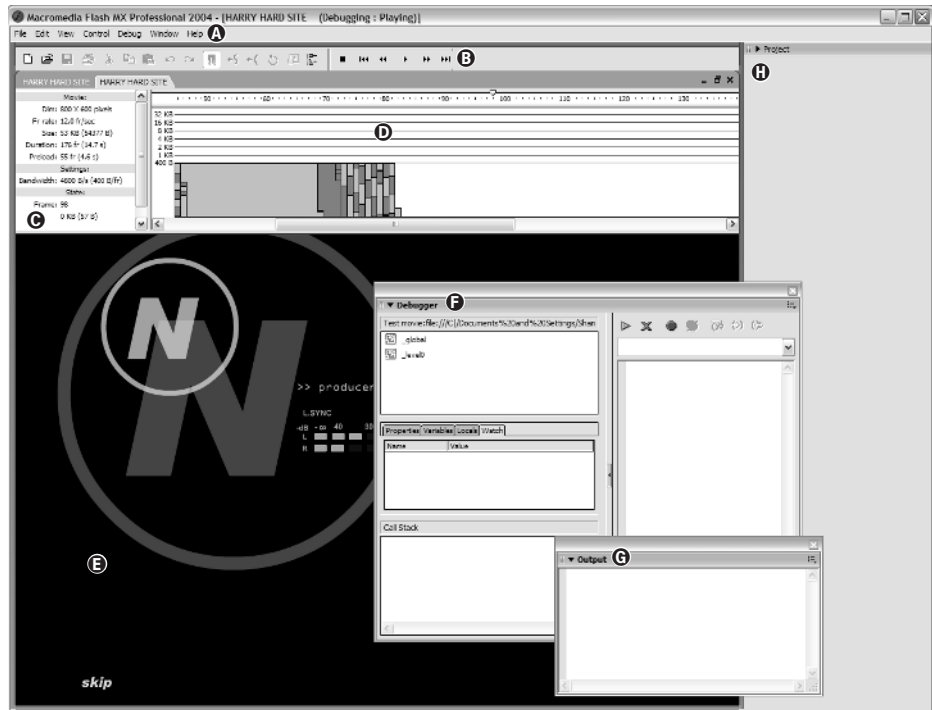 Macromedia Flash MX Professional 2004 - [HARRY HARD SITE (Debugging : Playing)]
File Edit View Control Debug Window Help A
B
H
Project
HARRY HARD SITE HARRY HARD SITE
Movie:
Dim: 800 X 600 pixels
Fr rate: 12.0 fr/sec
Size: 53 KB (54377 B)
Duration: 176 fr (14.7 s)
Preload: 55 fr (4.6 s)
Settings:
Bandwidth: 4800 B/s (400 B/fr)
State:
Frame: 98
0 KB (57 B)
C
50 60 70 80 90 100 110 120 130
32 KB
16 KB
8 KB
4 KB
2 KB
1 KB
400 B
D
N
N
>> producer
L.SYNC
-dB -∞ 40 30
L
R
E
skip
Debugger F
Test movie:file:///C|/Documents%20and%20Settings/Shan
_global
_level0
Properties Variables Locals Watch
Name Value
Call Stack
Output G